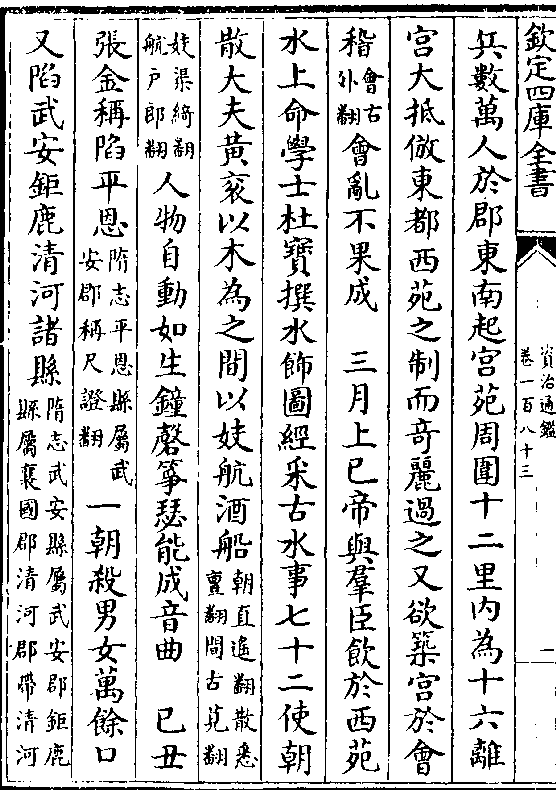 欽定四庫全書
資治通鑑
卷一百八十三
一
兵數萬人於郡東南起宮苑周圍十二里内為十六離
宮大抵倣東都西苑之制而竒麗過之又欲築宮於會
稽會古外翻會亂不果成　三月上巳帝與羣臣飲於西苑
水上命學士杜寶撰水飾圖經采古水事七十二使朝
散大夫黄衮以木為之間以妓航酒船朝直遥翻散悉亶翻間古莧翻
妓渠綺翻航户郎翻人物自動如生鐘磬箏瑟能成音曲　己丑
張金稱陷平恩隋志平恩縣屬武安郡稱尺證翻一朝殺男女萬餘口
又陷武安鉅鹿清河諸縣隋志武安縣屬武安郡鉅鹿縣屬襄國郡清河郡帶清河